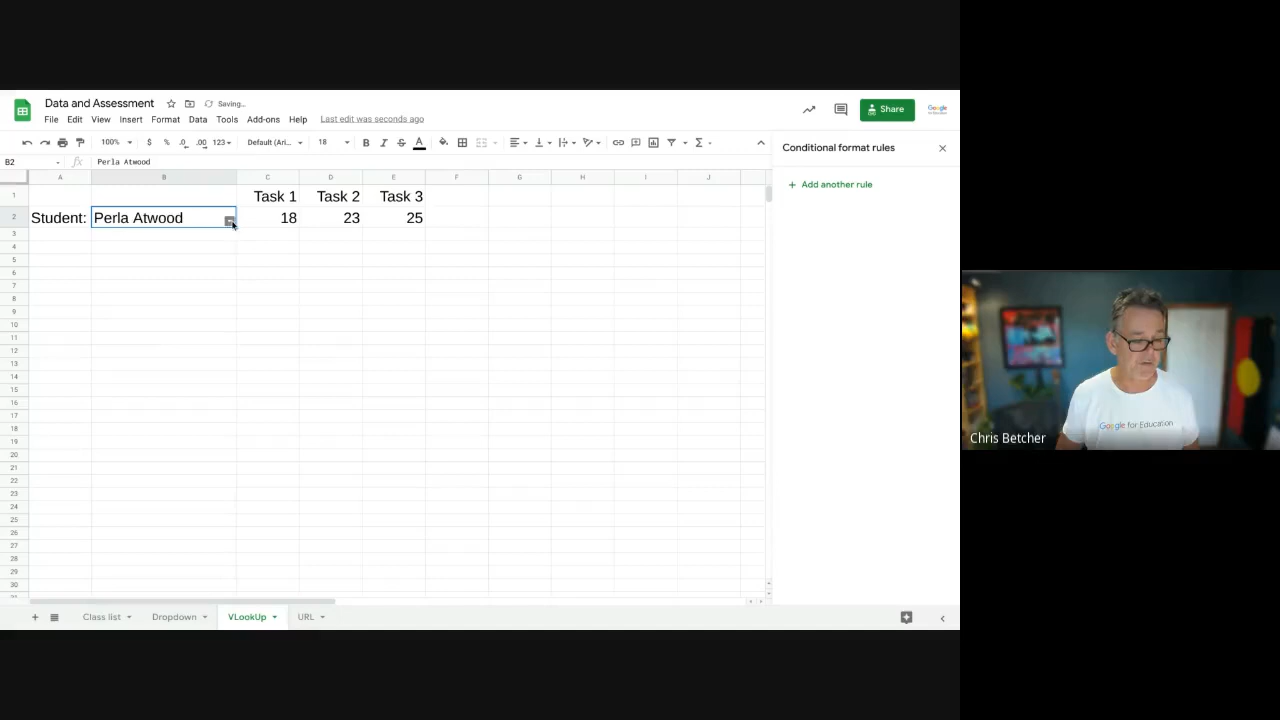 Data and Assessment
Saving...
File Edit View Insert Format Data Tools Add-ons Help Last edit was seconds ago
Share
100% $ % .0 .00 123 Default (Ari... 18 B I S A
B2 fx Perla Atwood
A B C D E F G H I J
1 Task 1 Task 2 Task 3
2 Student: Perla Atwood 18 23 25
3
4
5
6
7
8
9
10
11
12
13
14
15
16
17
18
19
20
21
22
23
24
25
26
27
28
29
30
Class list Dropdown VLookUp URL
Conditional format rules
+ Add another rule
Google for Education
Chris Betcher